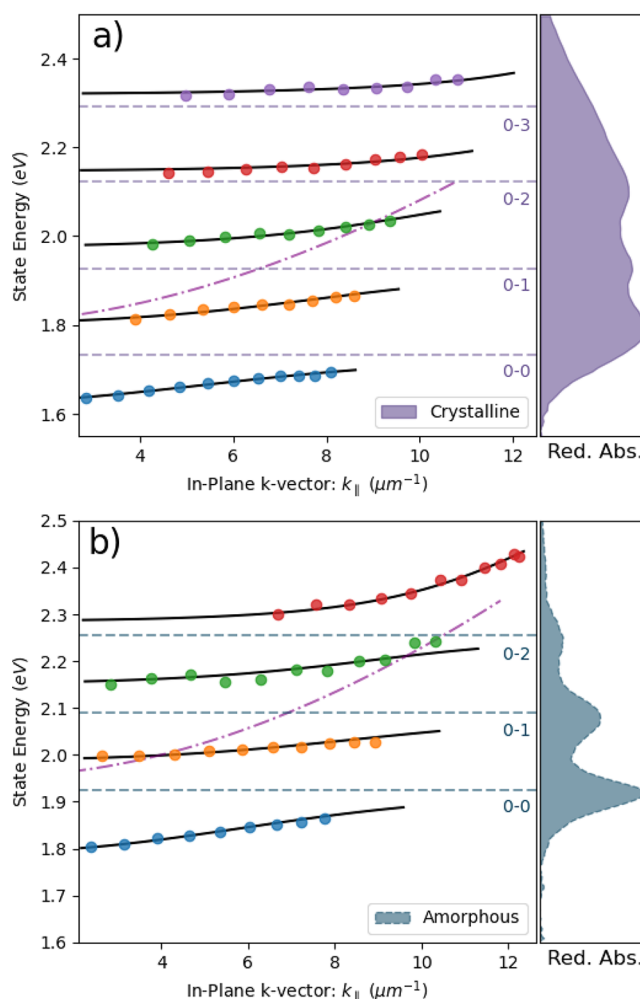 a)
2.4
2.2
2.0
1.8
1.6
State Energy (eV)
0-3
0-2
0-1
0-0
Crystalline
4 6 8 10 12
In-Plane k-vector: k∥ (μm⁻¹)
Red. Abs.
b)
2.5
2.4
2.3
2.2
2.1
2.0
1.9
1.8
1.7
1.6
State Energy (eV)
0-2
0-1
0-0
Amorphous
4 6 8 10 12
In-Plane k-vector: k∥ (μm⁻¹)
Red. Abs.